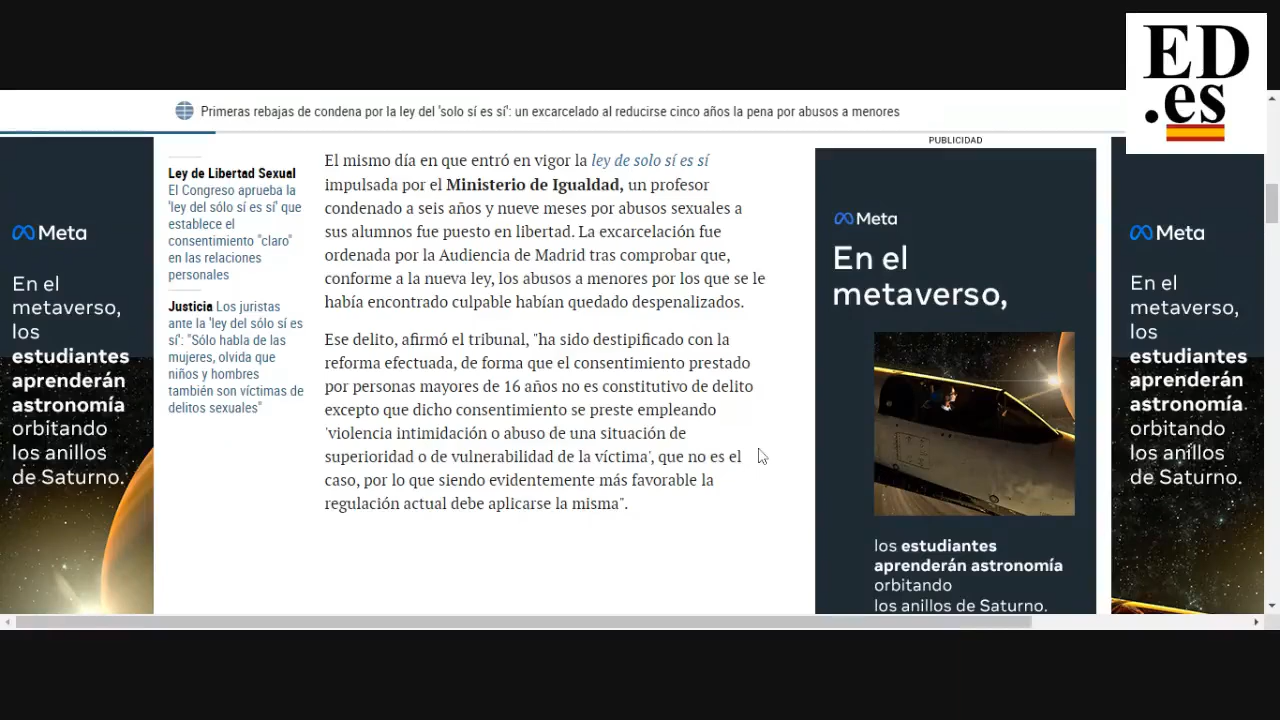 ED
.es
Primeras rebajas de condena por la ley del 'solo sí es sí': un excarcelado al reducirse cinco años la pena por abusos a menores
PUBLICIDAD
Meta
En el
metaverso,
los
estudiantes
aprenderán
astronomía
orbitando
los anillos
de Saturno.
Ley de Libertad Sexual
El Congreso aprueba la
'ley del sólo sí es sí' que
establece el
consentimiento "claro"
en las relaciones
personales
Justicia Los juristas
ante la 'ley del sólo sí es
sí': "Sólo habla de las
mujeres, olvida que
niños y hombres
también son víctimas de
delitos sexuales"
El mismo día en que entró en vigor la ley de solo sí es sí
impulsada por el Ministerio de Igualdad, un profesor
condenado a seis años y nueve meses por abusos sexuales a
sus alumnos fue puesto en libertad. La excarcelación fue
ordenada por la Audiencia de Madrid tras comprobar que,
conforme a la nueva ley, los abusos a menores por los que se le
había encontrado culpable habían quedado despenalizados.
Ese delito, afirmó el tribunal, "ha sido destipificado con la
reforma efectuada, de forma que el consentimiento prestado
por personas mayores de 16 años no es constitutivo de delito
excepto que dicho consentimiento se preste empleando
'violencia intimidación o abuso de una situación de
superioridad o de vulnerabilidad de la víctima', que no es el
caso, por lo que siendo evidentemente más favorable la
regulación actual debe aplicarse la misma".
Meta
En el
metaverso,
los estudiantes
aprenderán astronomía
orbitando
los anillos de Saturno.
Meta
En el
metaverso,
los
estudiantes
aprenderán
astronomía
orbitando
los anillos
de Saturno.